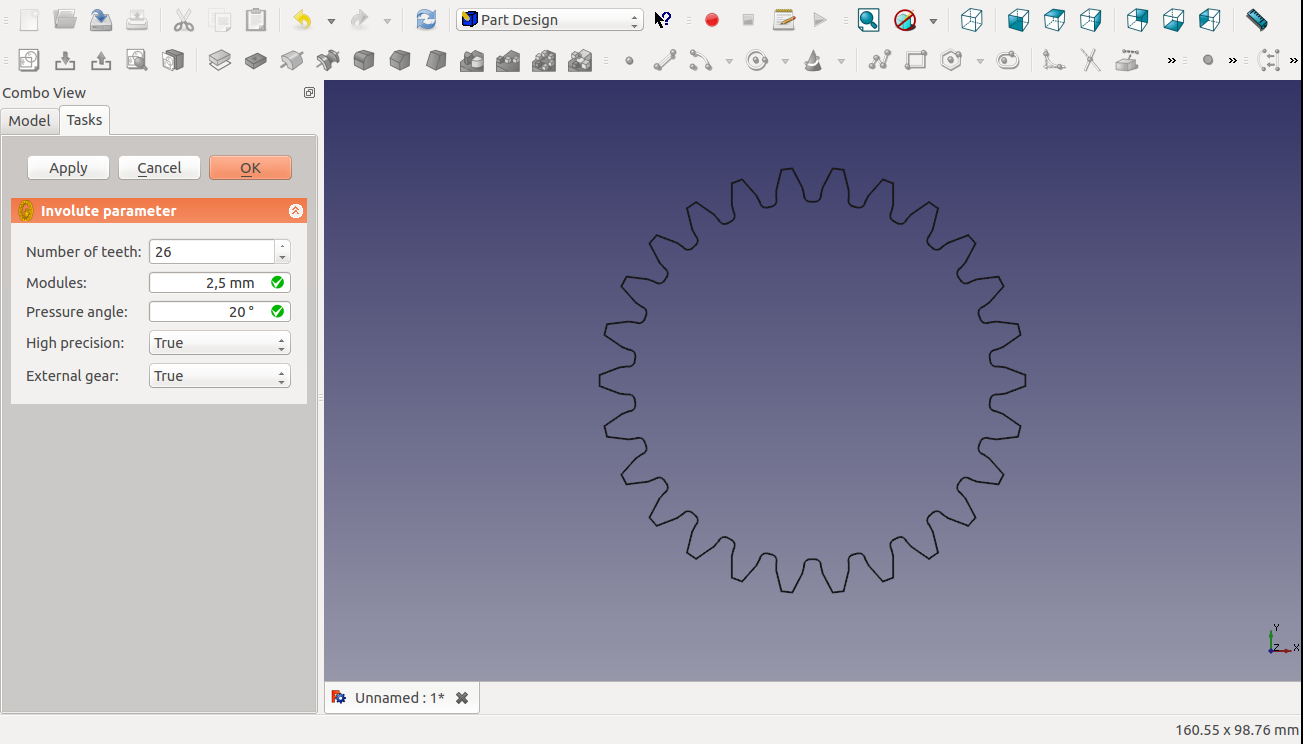 Part Design
Combo View
Model
Tasks
Apply
Cancel
OK
Involute parameter
Number of teeth:
26
Modules:
2,5 mm
Pressure angle:
20 °
High precision:
True
External gear:
True
Y
Z
X
Unnamed : 1*
160.55 x 98.76 mm